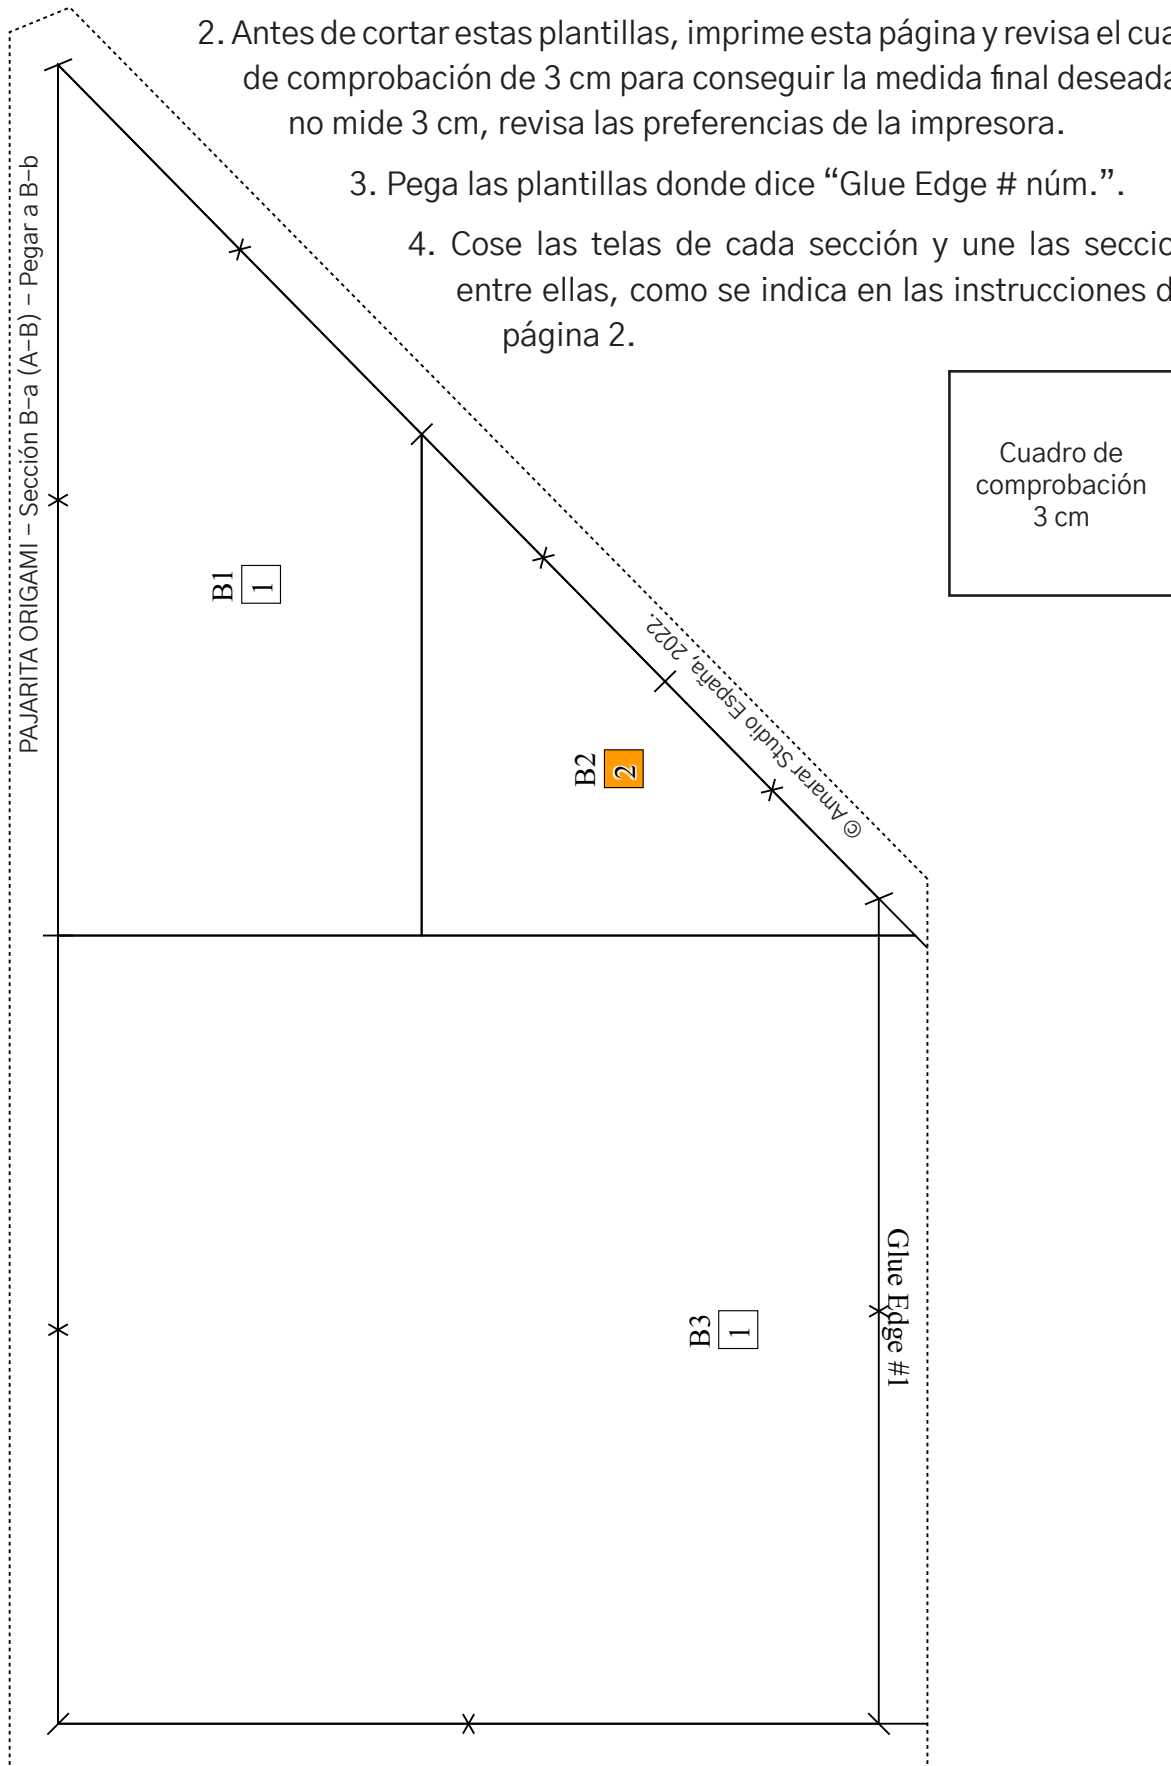 2. Antes de cortar estas plantillas, imprime esta página y revisa el
de comprobación de 3 cm para conseguir la medida final
no mide 3 cm, revisa las preferencias de la impresora.
3. Pega las plantillas donde dice “Glue Edge # núm.”.
4. Cose las telas de cada sección y une las
entre ellas, como se indica en las instrucciones
página 2.
Cuadro de
comprobación
3 cm
PAJARITA ORIGAMI – Sección B–a (A–B) – Pegar a B–b
B1
1
© Amarar Studio España, 2022.
B2
2
B3
1
Glue Edge #1